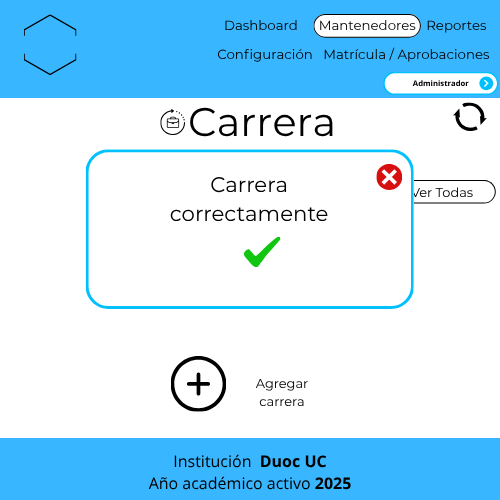 Dashboard Mantenedores Reportes
Configuración Matrícula / Aprobaciones
Administrador
Carrera
Carrera
correctamente
Ver Todas
Agregar
carrera
Institución Duoc UC
Año académico activo 2025